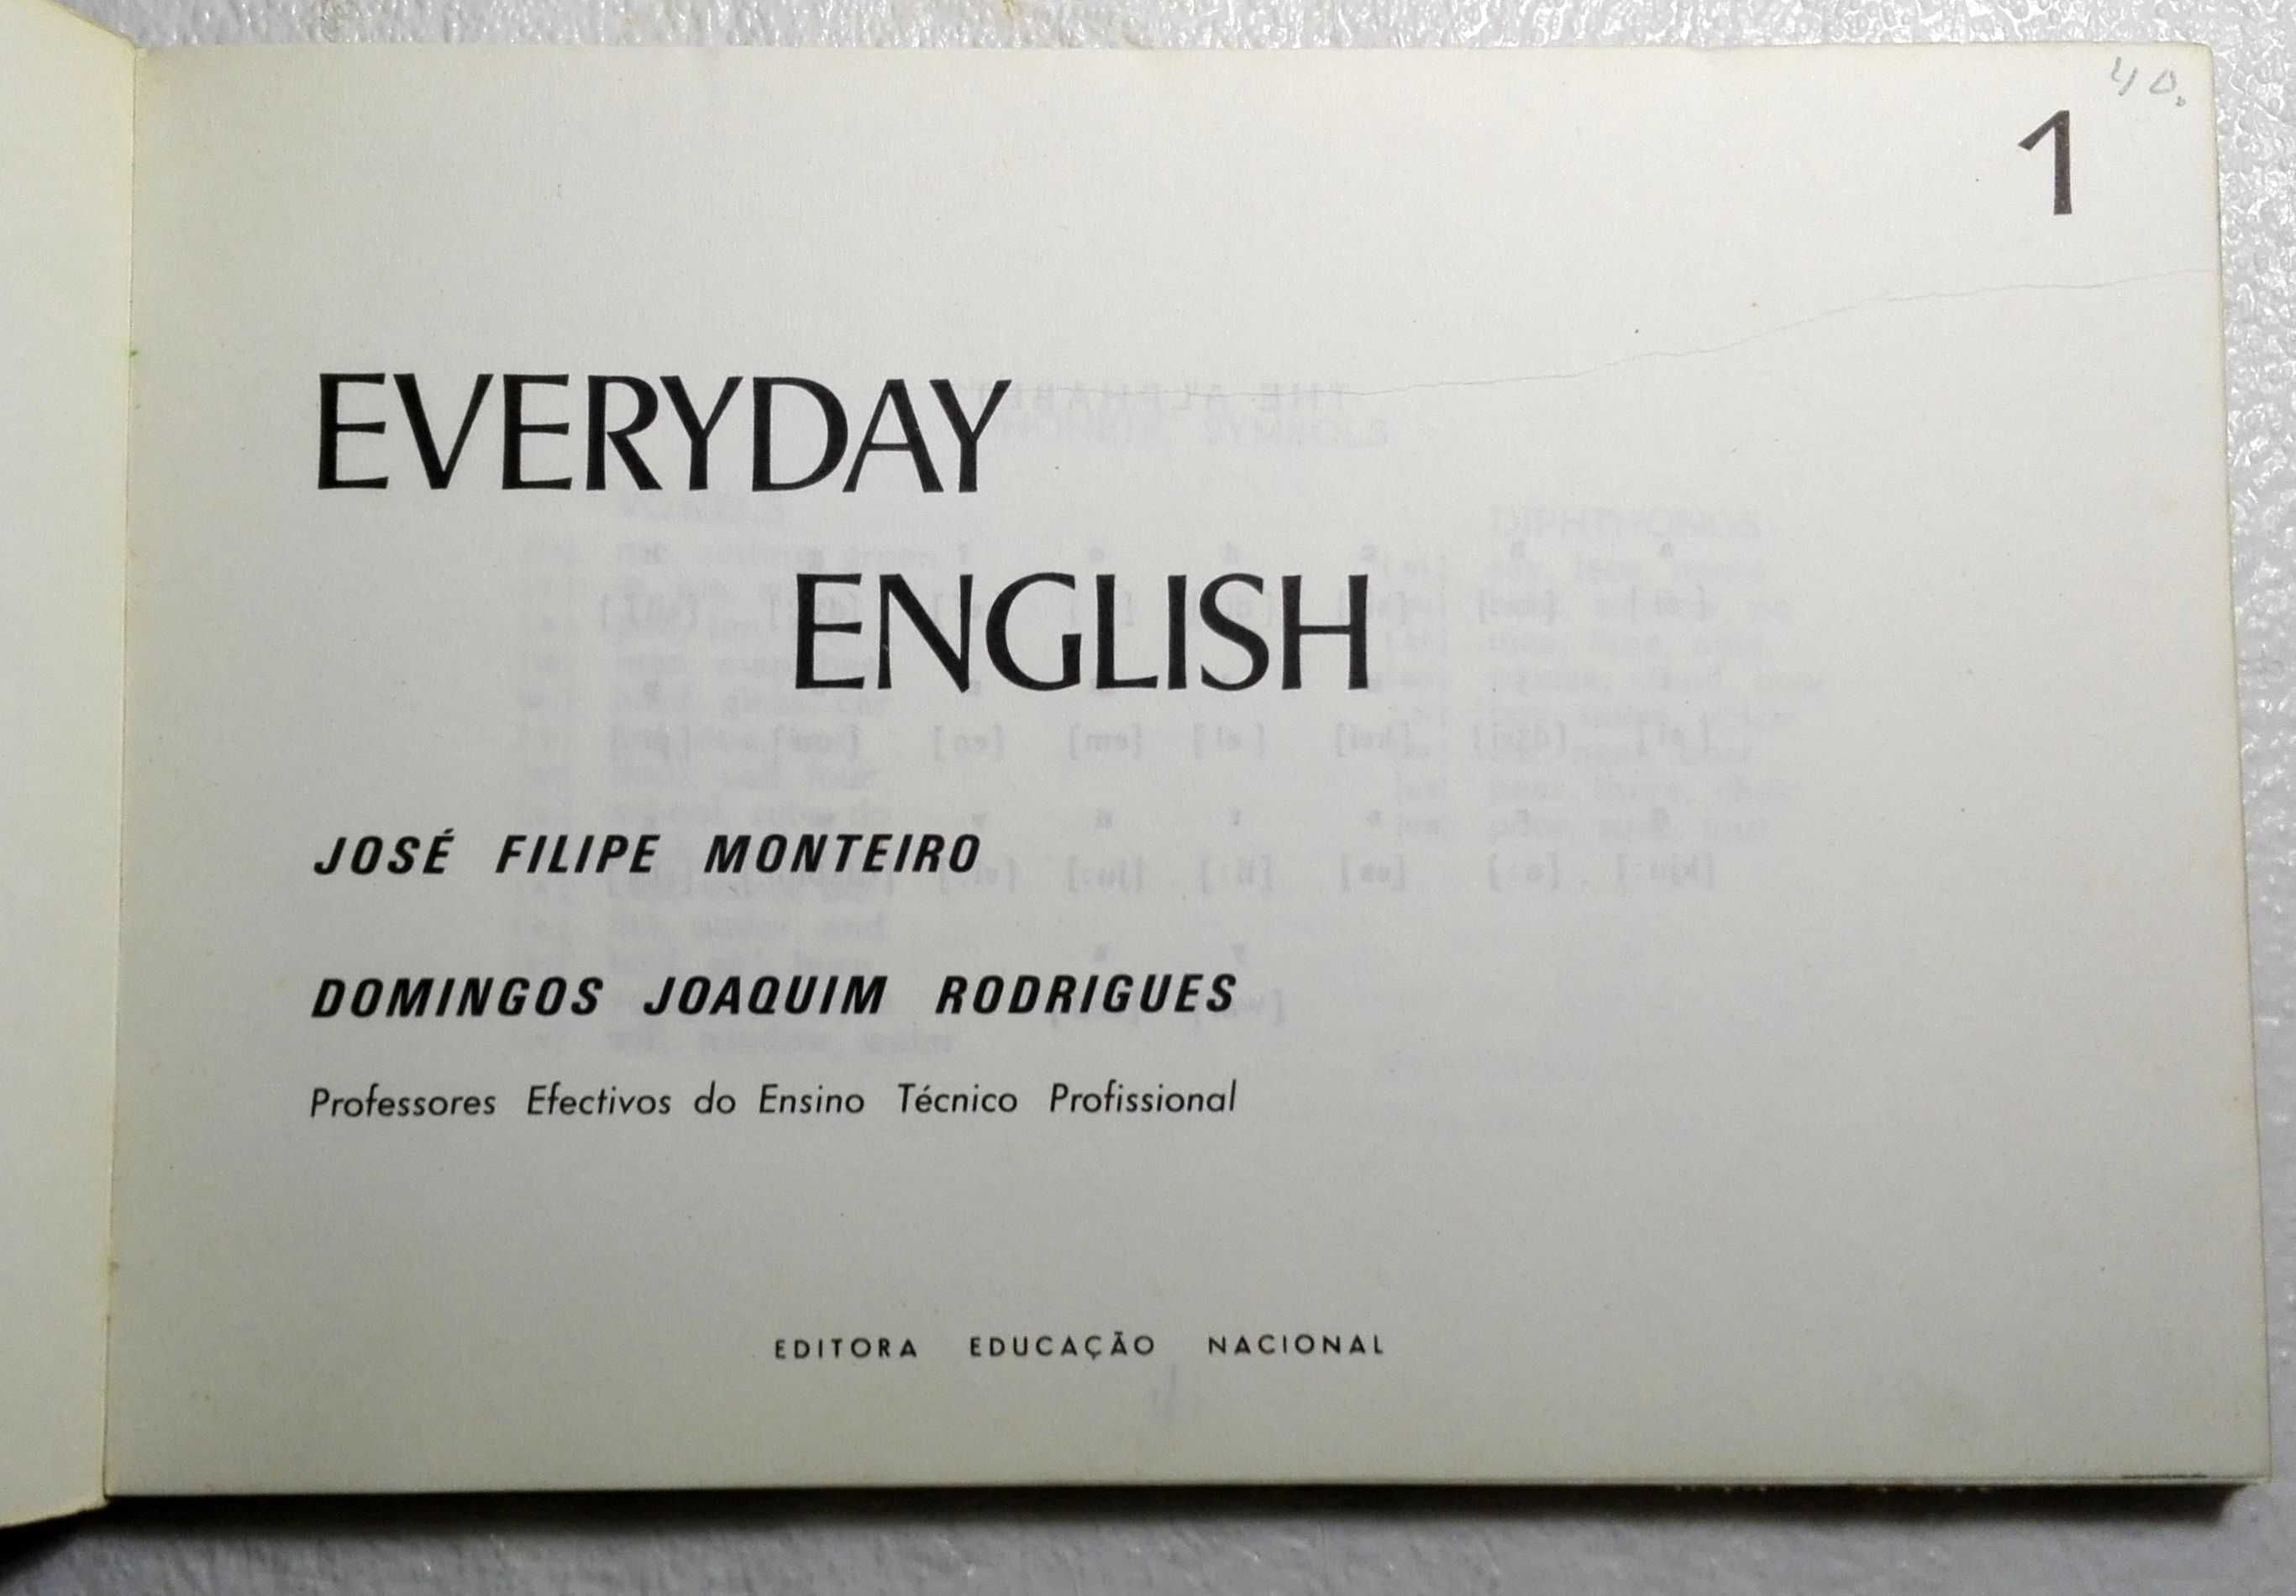 40.
1
EVERYDAY
ENGLISH
JOSÉ FILIPE MONTEIRO
DOMINGOS JOAQUIM RODRIGUES
Professores Efectivos do Ensino Técnico Profissional
EDITORA EDUCAÇÃO NACIONAL